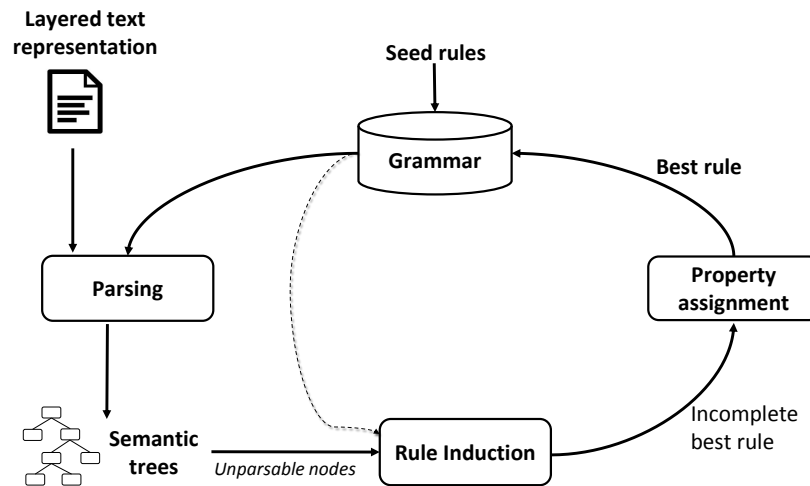 Layered text
representation
Seed rules
Grammar
Best rule
Parsing
Property
assignment
Semantic
trees
Unparsable nodes
Rule Induction
Incomplete
best rule